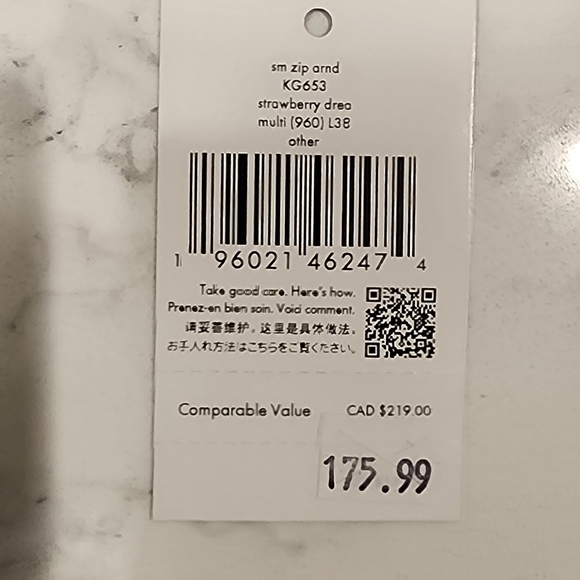 sm zip arnd
KG653
strawberry drea
multi (960) L38
other
1 96021 46247 4
Take good care. Here's how.
Prenez-en bien soin. Voici comment.
请妥善维护。这里是具体做法。
お手入れ方法はこちらをご覧ください。
Comparable Value CAD $219.00
175.99